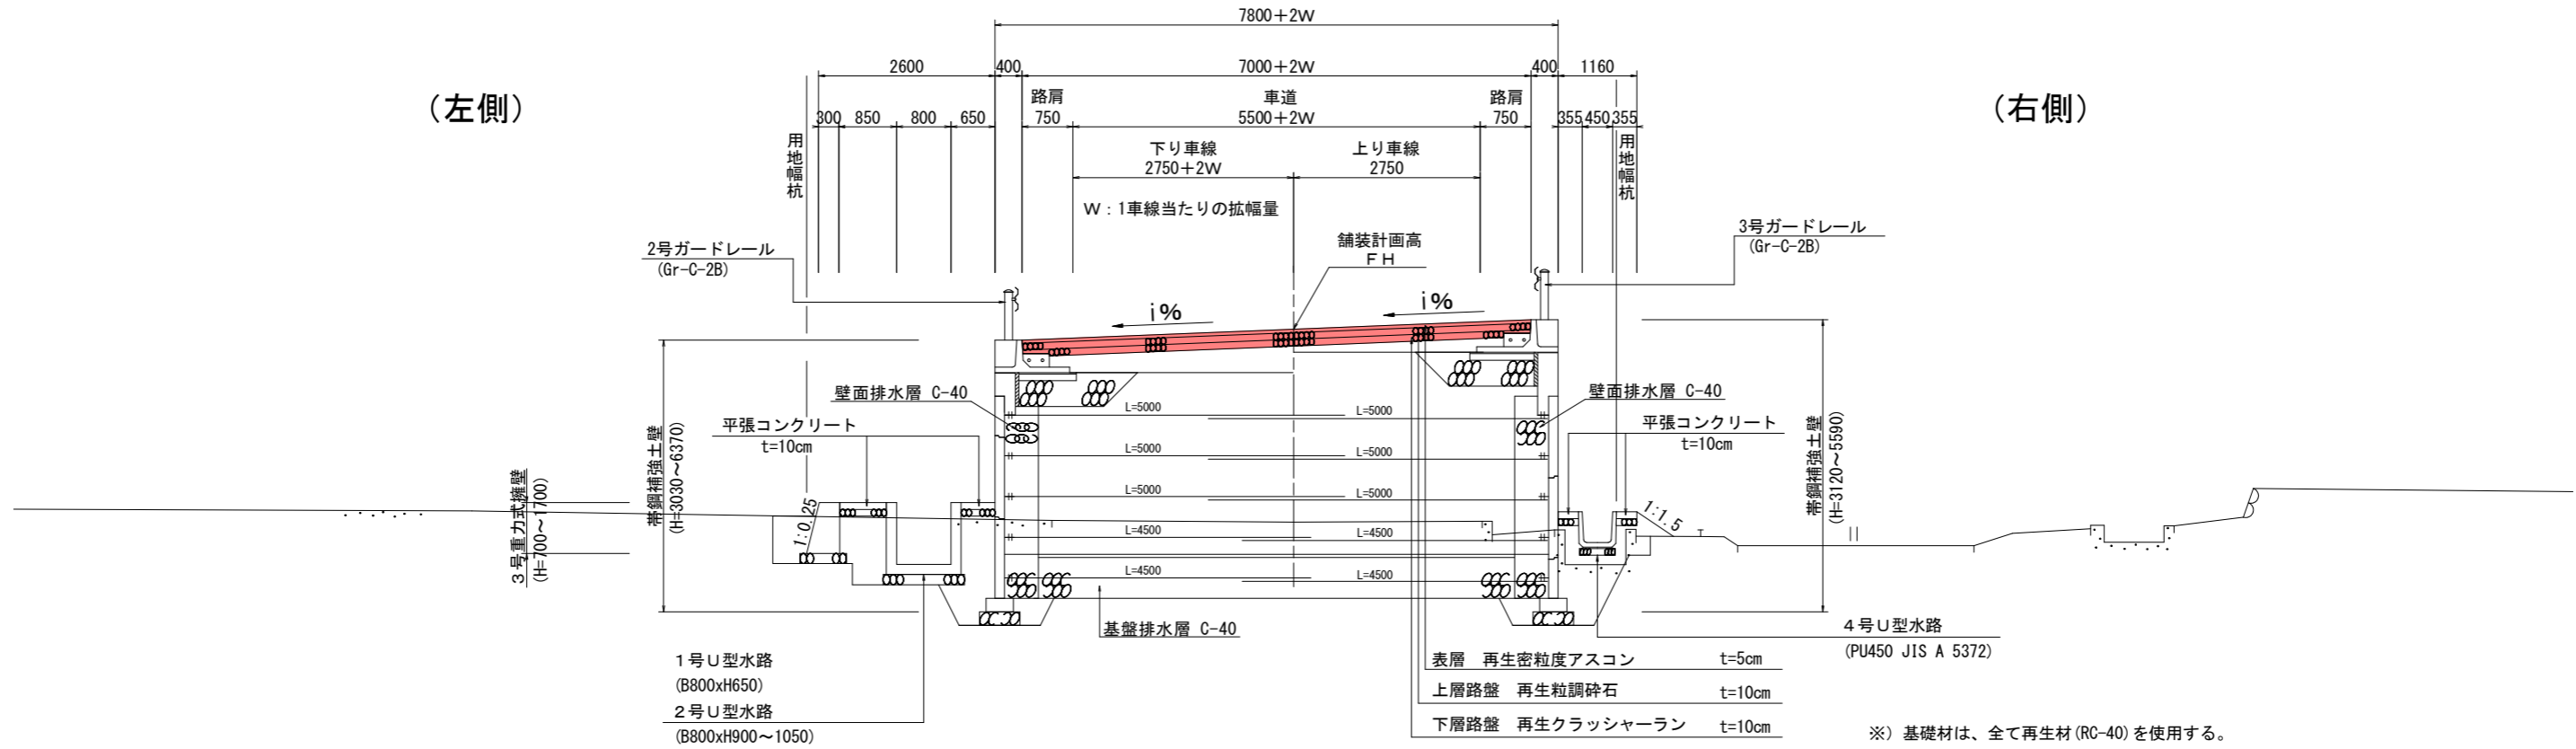 7800+2W
2600
400
7000+2W
400
1160
(左側)
(右側)
路肩
車道
路肩
300
850
800
650
750
5500+2W
750
355
450
355
用地幅杭
用地幅杭
下り車線
2750+2W
上り車線
2750
W：1車線当たりの拡幅量
2号ガードレール
(Gr-C-2B)
舗装計画高
FH
3号ガードレール
(Gr-C-2B)
i%
i%
壁面排水層 C-40
壁面排水層 C-40
平張コンクリート
t=10cm
平張コンクリート
t=10cm
L=5000
L=5000
L=5000
L=5000
L=5000
L=5000
L=4500
L=4500
L=4500
L=4500
3号重力式擁壁
(H=700～1700)
帯鋼補強土壁
(H=3030～6370)
帯鋼補強土壁
(H=3120～5590)
1:0.25
1:1.5
基盤排水層 C-40
1号U型水路
(B800xH650)
2号U型水路
(B800xH900～1050)
4号U型水路
(PU450 JIS A 5372)
表層 再生密粒度アスコン t=5cm
上層路盤 再生粒調砕石 t=10cm
下層路盤 再生クラッシャーラン t=10cm
※）基礎材は、全て再生材(RC-40)を使用する。